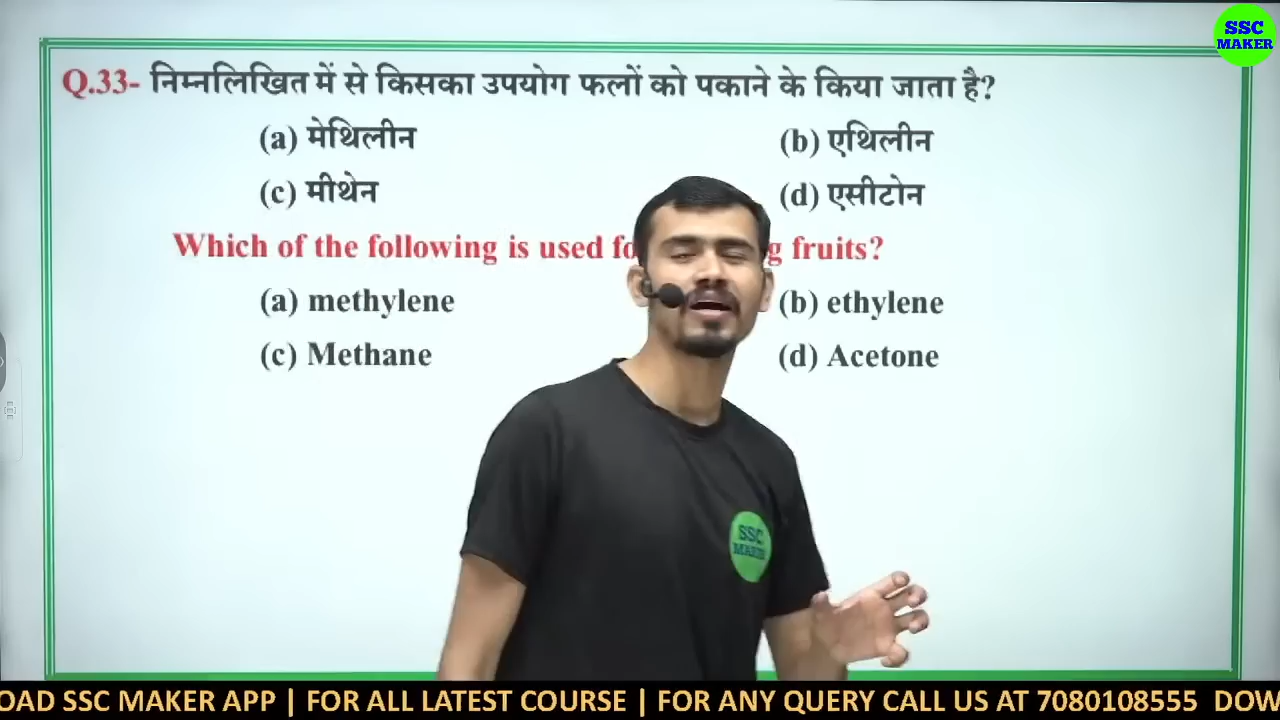 SSC
MAKER
Q.33- निम्नलिखित में से किसका उपयोग फलों को पकाने के किया जाता है?
(a) मेथिलीन (b) एथिलीन
(c) मीथेन (d) एसीटोन
Which of the following is used fo g fruits?
(a) methylene (b) ethylene
(c) Methane (d) Acetone
SSC
MAKER
OAD SSC MAKER APP | FOR ALL LATEST COURSE | FOR ANY QUERY CALL US AT 7080108555 DOW